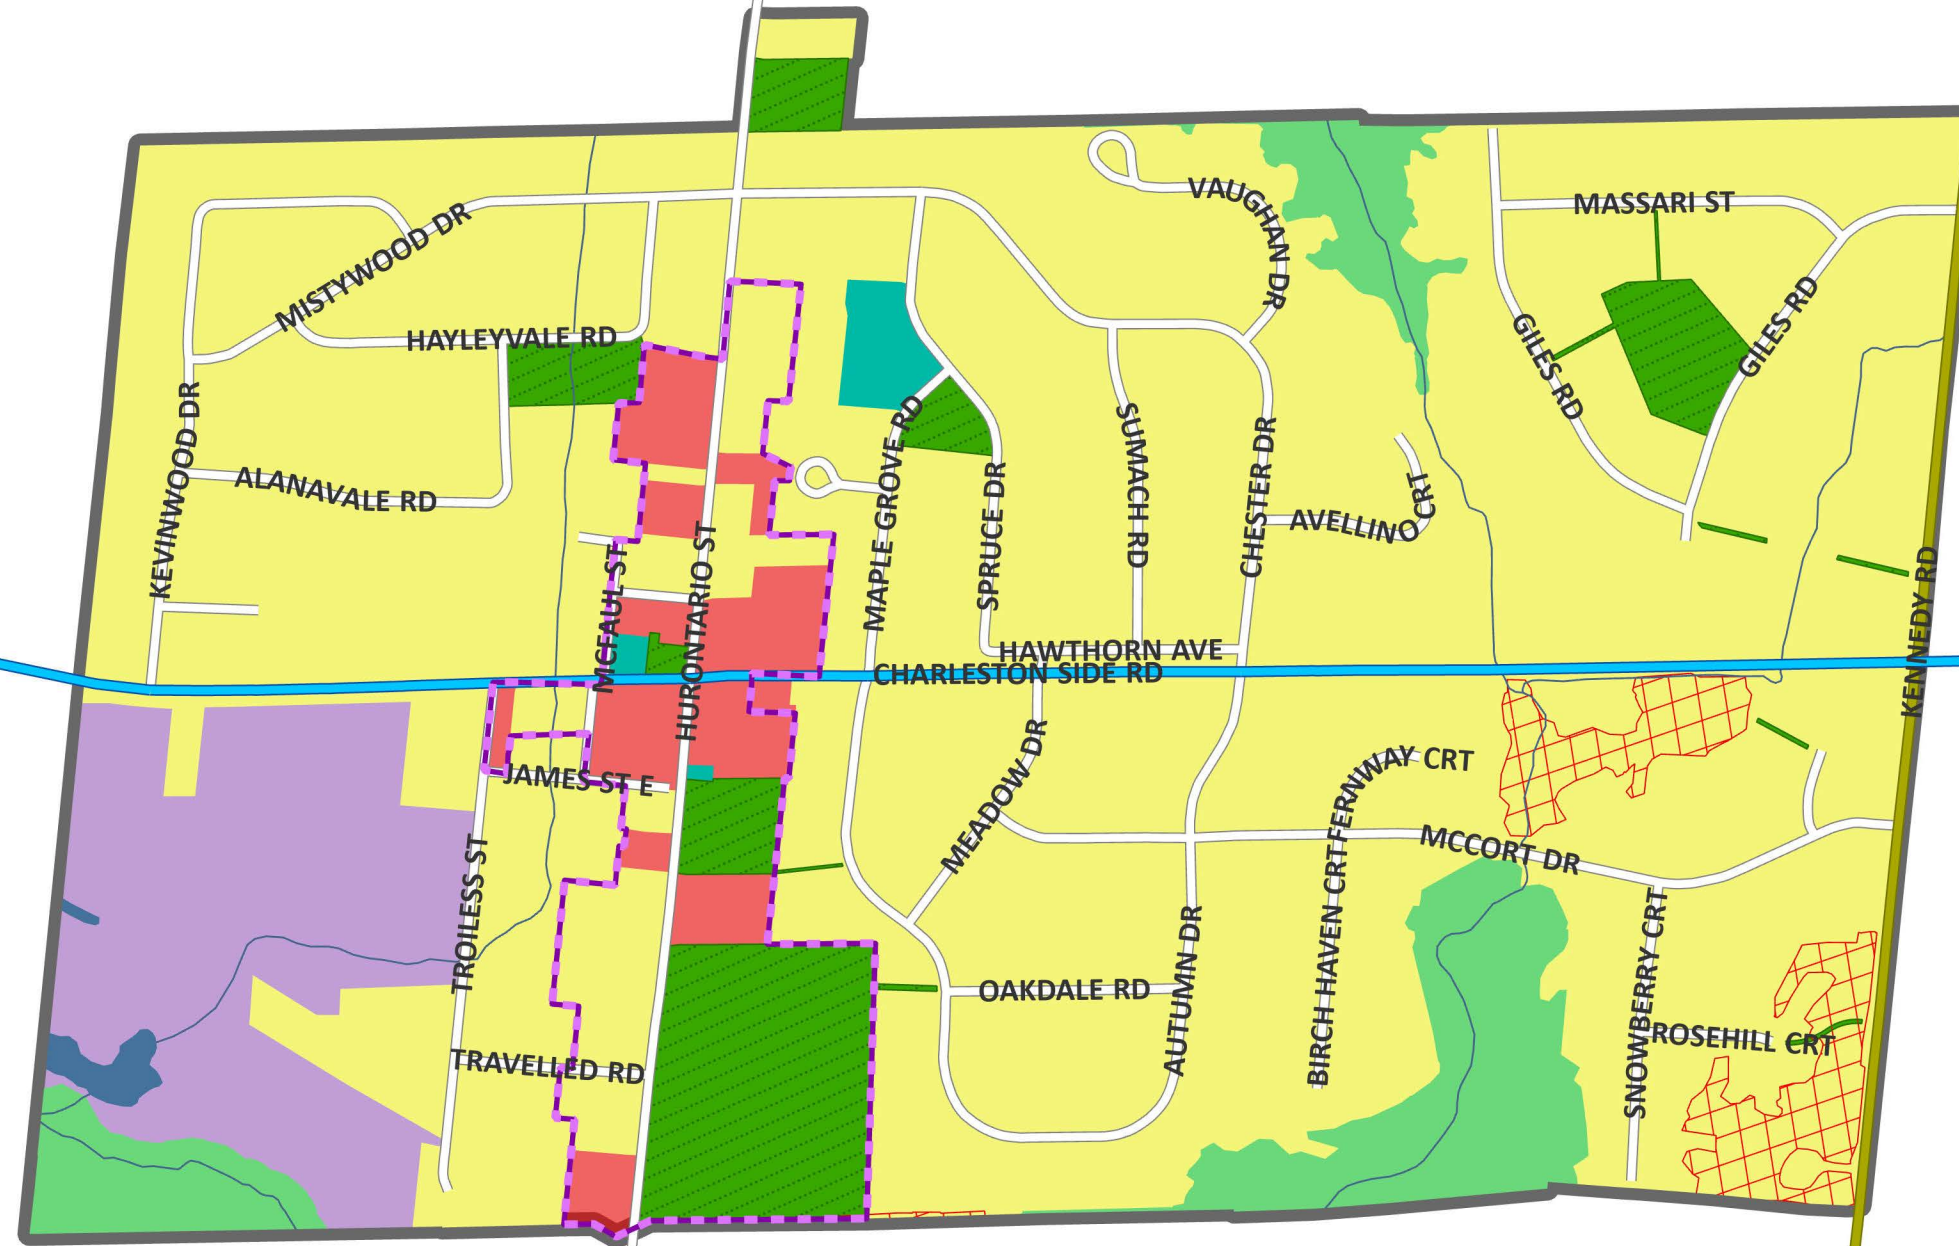 VAUGHAN DR
MASSARI ST
MISTYWOOD DR
HAYLEYVALE RD
GILES RD
GILES RD
KEVINWOOD DR
ALANAVALE RD
MAPLE GROVE RD
SPRUCE DR
SUMACH RD
CHESTER DR
AVELLINO CRT
MCFAUL ST
HURONTARIO ST
KENNEDY RD
HAWTHORN AVE
CHARLESTON SIDE RD
JAMES ST E
MEADOW DR
FERNWAY CRT
MCCORT DR
TROILESS ST
BIRCH HAVEN CRT
AUTUMN DR
OAKDALE RD
SNOWBERRY CRT
ROSEHILL CRT
TRAVELLED RD